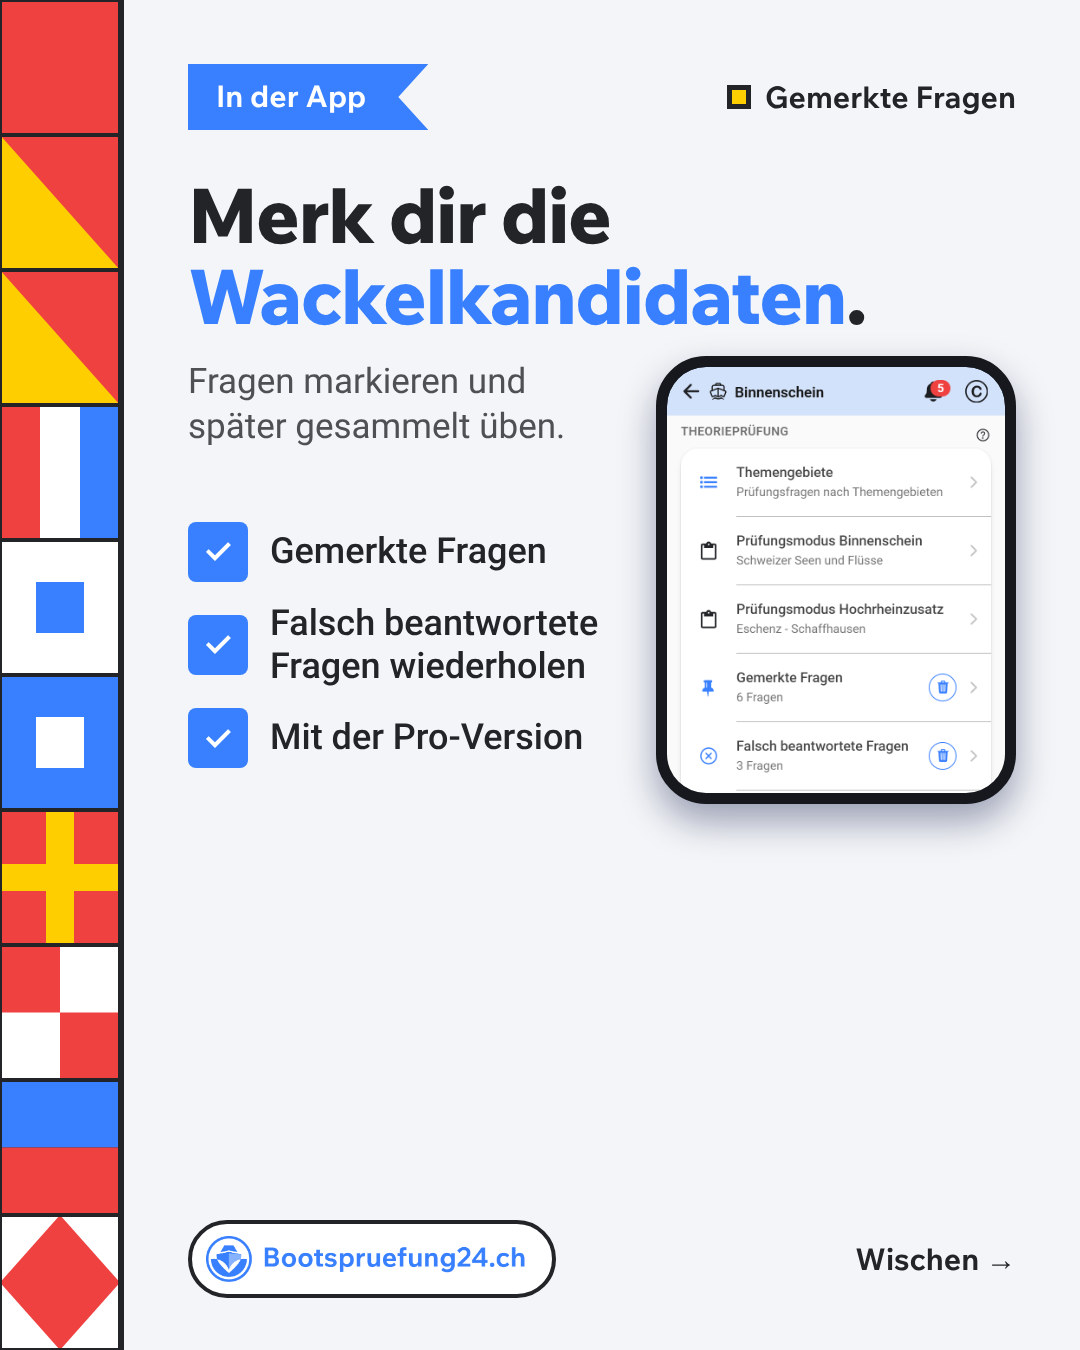 In der App
Gemerkte Fragen
Merk dir die
Wackelkandidaten.
Fragen markieren und
später gesammelt üben.
Gemerkte Fragen
Falsch beantwortete
Fragen wiederholen
Mit der Pro-Version
Binnenschein
5
C
THEORIEPRÜFUNG
?
Themengebiete
Prüfungsfragen nach Themengebieten
Prüfungsmodus Binnenschein
Schweizer Seen und Flüsse
Prüfungsmodus Hochrheinzusatz
Eschenz - Schaffhausen
Gemerkte Fragen
6 Fragen
Falsch beantwortete Fragen
3 Fragen
Bootspruefung24.ch
Wischen →